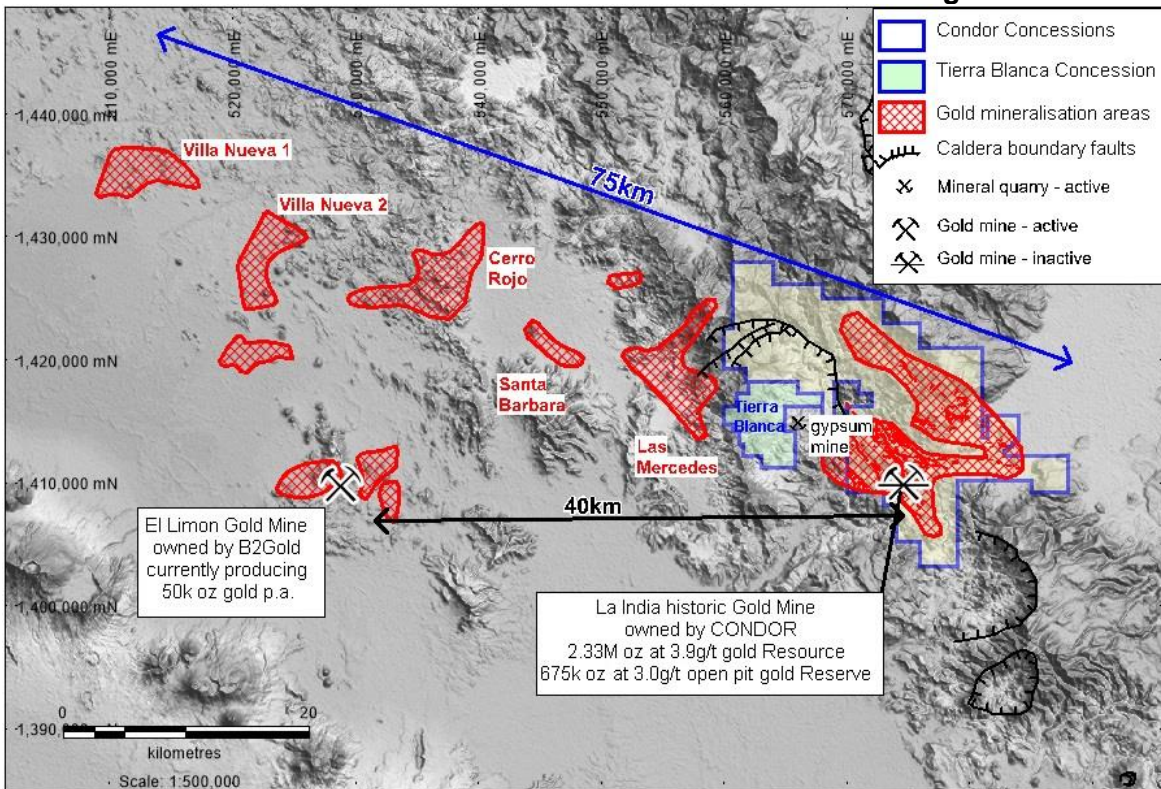 Condor Concessions
Tierra Blanca Concession
Gold mineralisation areas
Caldera boundary faults
Mineral quarry - active
Gold mine - active
Gold mine - inactive
510,000 mE
520,000 mE
540,000 mE
560,000 mE
570,000 mE
1,440,000 mN
1,430,000 mN
1,420,000 mN
1,410,000 mN
1,400,000 mN
1,390,000
75km
Villa Nueva 1
Villa Nueva 2
Cerro
Rojo
Santa
Barbara
Las
Mercedes
Tierra
Blanca
gypsum
mine
40km
El Limon Gold Mine
owned by B2Gold
currently producing
50k oz gold p.a.
La India historic Gold Mine
owned by CONDOR
2.33M oz at 3.9g/t gold Resource
675k oz at 3.0g/t open pit gold Reserve
0 20
kilometres
Scale: 1:500,000